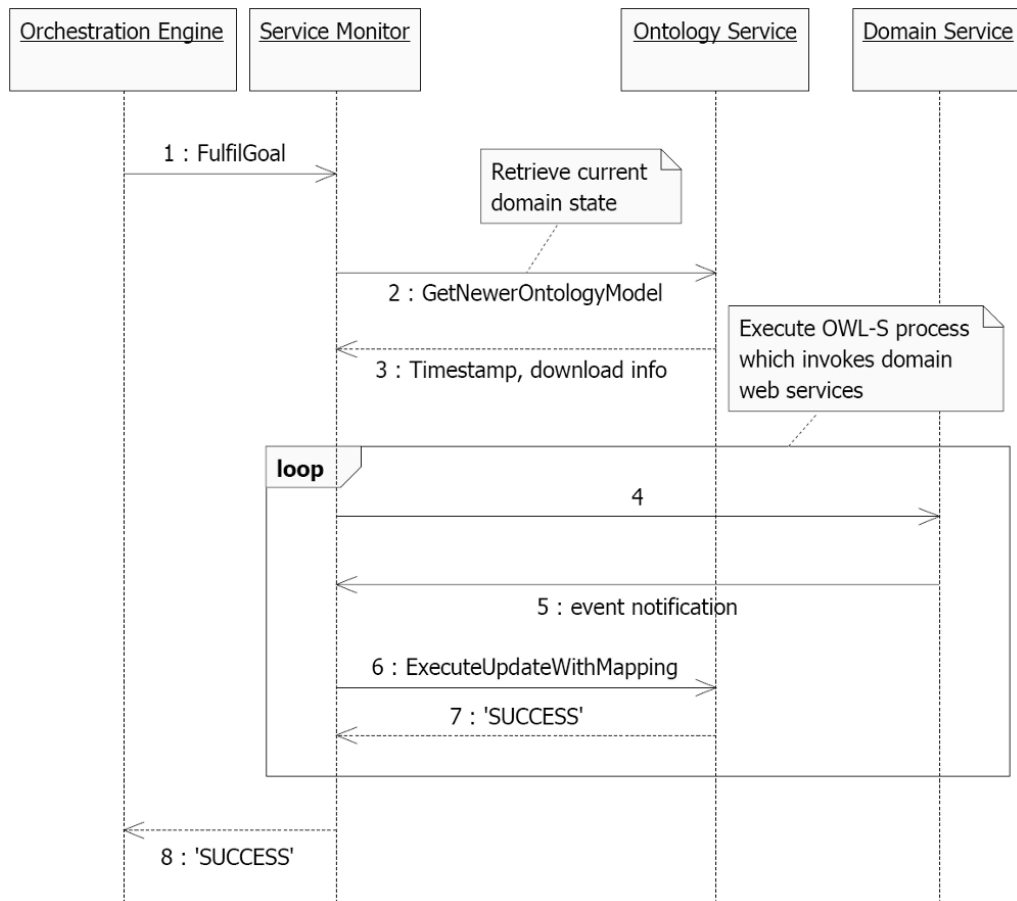 Orchestration Engine
Service Monitor
Ontology Service
Domain Service
1 : FulfilGoal
Retrieve current
domain state
2 : GetNewerOntologyModel
Execute OWL-S process
which invokes domain
web services
3 : Timestamp, download info
loop
4
5 : event notification
6 : ExecuteUpdateWithMapping
7 : 'SUCCESS'
8 : 'SUCCESS'